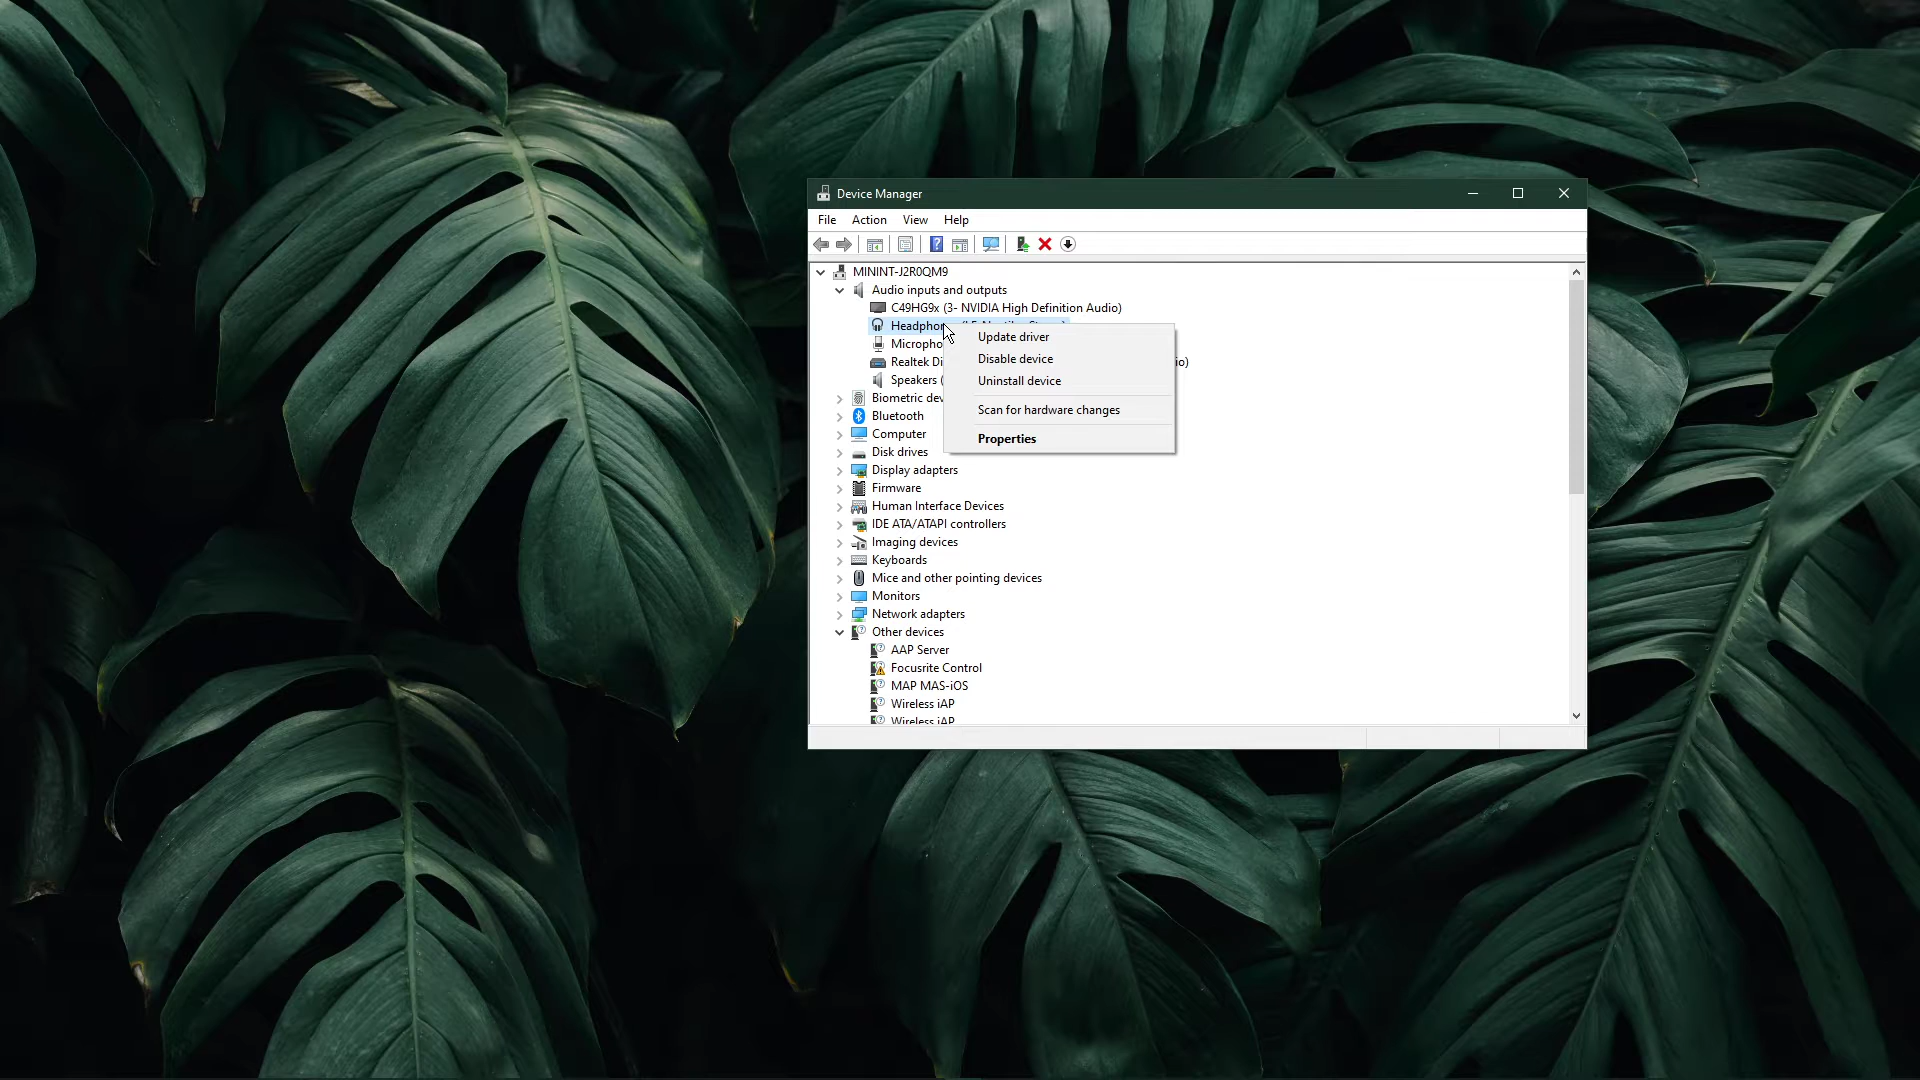 Device Manager
File Action View Help
MININT-J2R0QM9
Audio inputs and outputs
C49HG9x (3- NVIDIA High Definition Audio)
Headphon
Update driver
Micropho
Disable device
Realtek Di io)
Speakers (
Uninstall device
Biometric dev
Scan for hardware changes
Bluetooth
Computer
Properties
Disk drives
Display adapters
Firmware
Human Interface Devices
IDE ATA/ATAPI controllers
Imaging devices
Keyboards
Mice and other pointing devices
Monitors
Network adapters
Other devices
AAP Server
Focusrite Control
MAP MAS-iOS
Wireless iAP
Wireless iAP